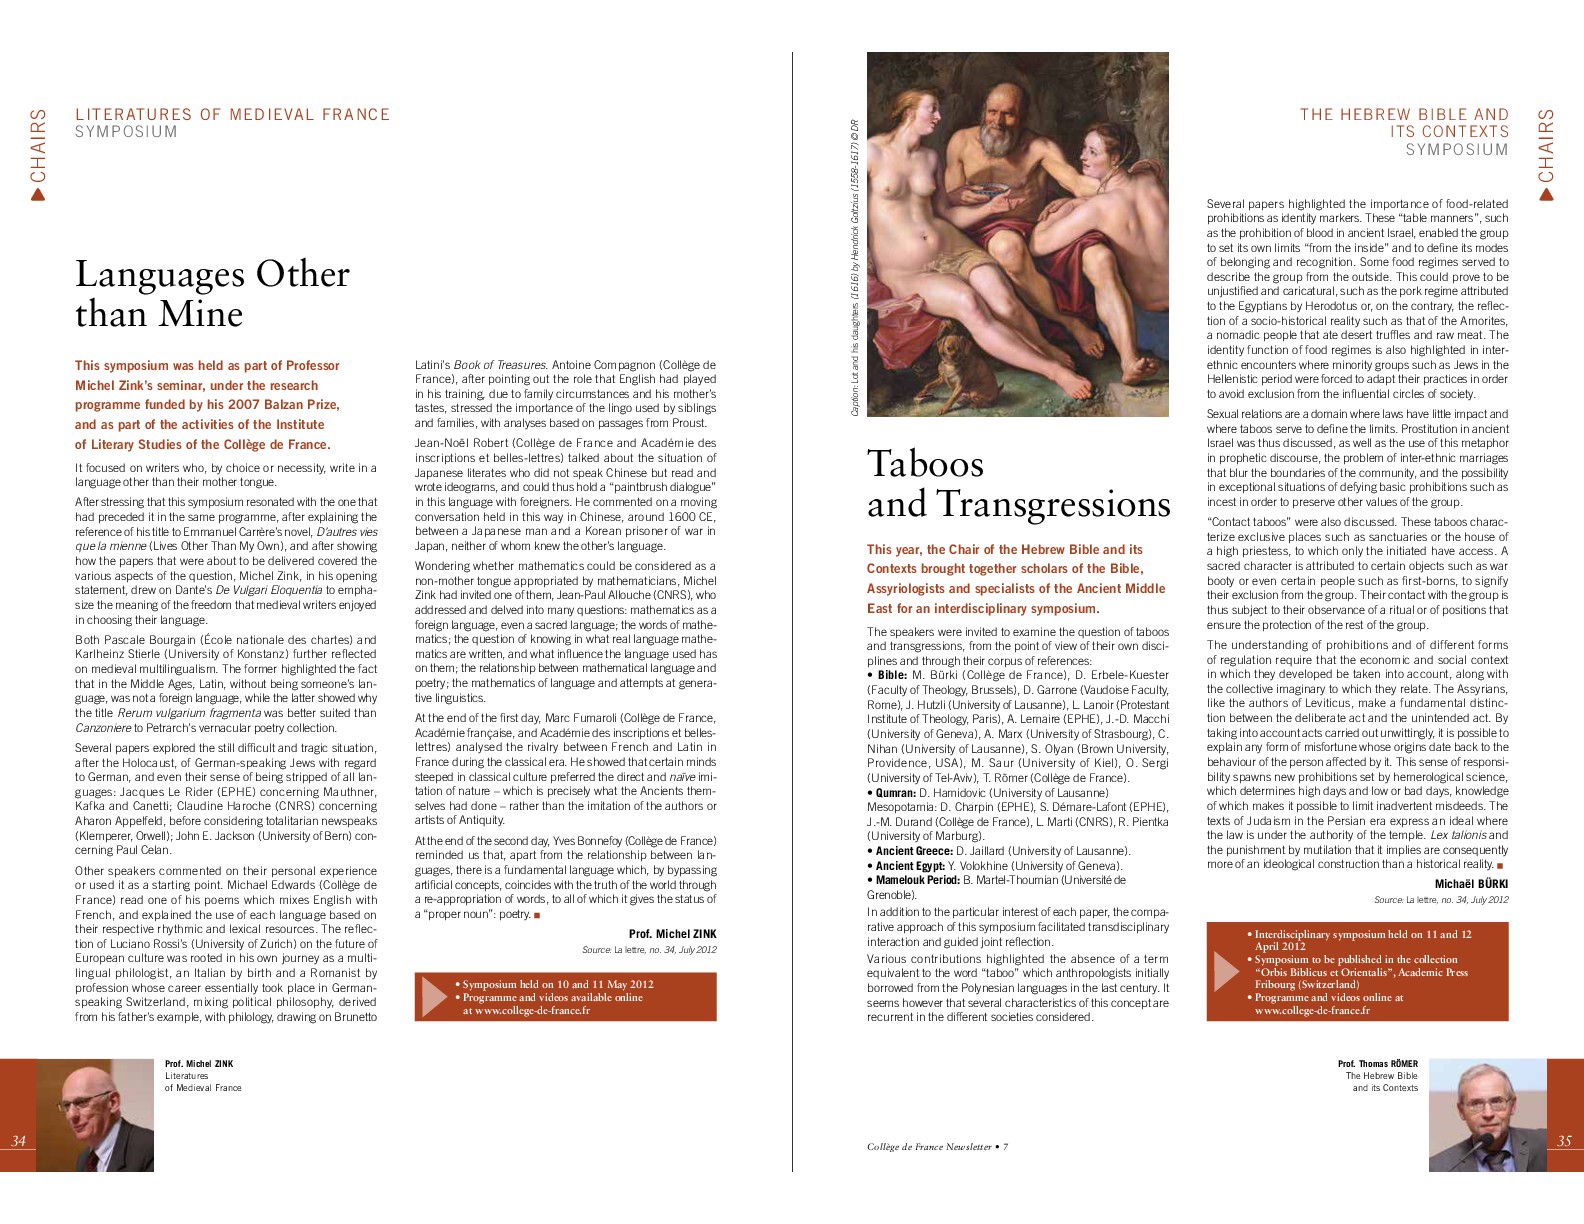 CHAIRS
LITERATURES OF MEDIEVAL FRANCE
SYMPOSIUM
Languages Other
than Mine
This symposium was held as part of Professor
Michel Zink’s seminar, under the research
programme funded by his 2007 Balzan Prize,
and as part of the activities of the Institute
of Literary Studies of the Collège de France.
It focused on writers who, by choice or necessity, write in a
language other than their mother tongue.
After stressing that this symposium resonated with the one that
had preceded it in the same programme, after explaining the
reference of his title to Emmanuel Carrère’s novel, D’autres vies
que la mienne (Lives Other Than My Own), and after showing
how the papers that were about to be delivered covered the
various aspects of the question, Michel Zink, in his opening
statement, drew on Dante’s De Vulgari Eloquentia to empha-
size the meaning of the freedom that medieval writers enjoyed
in choosing their language.
Both Pascale Bourgain (École nationale des chartes) and
Karlheinz Stierle (University of Konstanz) further reflected
on medieval multilingualism. The former highlighted the fact
that in the Middle Ages, Latin, without being someone’s lan-
guage, was not a foreign language, while the latter showed why
the title Rerum vulgarium fragmenta was better suited than
Canzoniere to Petrarch’s vernacular poetry collection.
Several papers explored the still difficult and tragic situation,
after the Holocaust, of German-speaking Jews with regard
to German, and even their sense of being stripped of all lan-
guages: Jacques Le Rider (EPHE) concerning Mauthner,
Kafka and Canetti; Claudine Haroche (CNRS) concerning
Aharon Appelfeld, before considering totalitarian newspeaks
(Klemperer, Orwell); John E. Jackson (University of Bern) con-
cerning Paul Celan.
Other speakers commented on their personal experience
or used it as a starting point. Michael Edwards (Collège de
France) read one of his poems which mixes English with
French, and explained the use of each language based on
their respective rhythmic and lexical resources. The reflec-
tion of Luciano Rossi’s (University of Zurich) on the future of
European culture was rooted in his own journey as a multi-
lingual philologist, an Italian by birth and a Romanist by
profession whose career essentially took place in German-
speaking Switzerland, mixing political philosophy, derived
from his father’s example, with philology, drawing on Brunetto
Latini’s Book of Treasures. Antoine Compagnon (Collège de
France), after pointing out the role that English had played
in his training, due to family circumstances and his mother’s
tastes, stressed the importance of the lingo used by siblings
and families, with analyses based on passages from Proust.
Jean-Noël Robert (Collège de France and Académie des
inscriptions et belles-lettres) talked about the situation of
Japanese literates who did not speak Chinese but read and
wrote ideograms, and could thus hold a “paintbrush dialogue”
in this language with foreigners. He commented on a moving
conversation held in this way in Chinese, around 1600 CE,
between a Japanese man and a Korean prisoner of war in
Japan, neither of whom knew the other’s language.
Wondering whether mathematics could be considered as a
non-mother tongue appropriated by mathematicians, Michel
Zink had invited one of them, Jean-Paul Allouche (CNRS), who
addressed and delved into many questions: mathematics as a
foreign language, even a sacred language; the words of mathe-
matics; the question of knowing in what real language mathe-
matics are written, and what influence the language used has
on them; the relationship between mathematical language and
poetry; the mathematics of language and attempts at genera-
tive linguistics.
At the end of the first day, Marc Fumaroli (Collège de France,
Académie française, and Académie des inscriptions et belles-
lettres) analysed the rivalry between French and Latin in
France during the classical era. He showed that certain minds
steeped in classical culture preferred the direct and naïve imi-
tation of nature – which is precisely what the Ancients them-
selves had done – rather than the imitation of the authors or
artists of Antiquity.
At the end of the second day, Yves Bonnefoy (Collège de France)
reminded us that, apart from the relationship between lan-
guages, there is a fundamental language which, by bypassing
artificial concepts, coincides with the truth of the world through
a re-appropriation of words, to all of which it gives the status of
a “proper noun”: poetry.
Prof. Michel ZINK
Source: La lettre, no. 34, July 2012
• Symposium held on 10 and 11 May 2012
• Programme and videos available online
at www.college-de-france.fr
Prof. Michel ZINK
Literatures
of Medieval France
34
Caption: Lot and his daughters (1616) by Hendrick Goltzius (1558-1617) © DR
Taboos
and Transgressions
This year, the Chair of the Hebrew Bible and its
Contexts brought together scholars of the Bible,
Assyriologists and specialists of the Ancient Middle
East for an interdisciplinary symposium.
The speakers were invited to examine the question of taboos
and transgressions, from the point of view of their own disci-
plines and through their corpus of references:
• Bible: M. Bürki (Collège de France), D. Erbele-Kuester
(Faculty of Theology, Brussels), D. Garrone (Vaudoise Faculty,
Rome), J. Hutzli (University of Lausanne), L. Lanoir (Protestant
Institute of Theology, Paris), A. Lemaire (EPHE), J.-D. Macchi
(University of Geneva), A. Marx (University of Strasbourg), C.
Nihan (University of Lausanne), S. Olyan (Brown University,
Providence, USA), M. Saur (University of Kiel), O. Sergi
(University of Tel-Aviv), T. Römer (Collège de France).
• Qumran: D. Hamidovic (University of Lausanne)
Mesopotamia: D. Charpin (EPHE), S. Démare-Lafont (EPHE),
J.-M. Durand (Collège de France), L. Marti (CNRS), R. Pientka
(University of Marburg).
• Ancient Greece: D. Jaillard (University of Lausanne).
• Ancient Egypt: Y. Volokhine (University of Geneva).
• Mamelouk Period: B. Martel-Thoumian (Université de
Grenoble).
In addition to the particular interest of each paper, the compa-
rative approach of this symposium facilitated transdisciplinary
interaction and guided joint reflection.
Various contributions highlighted the absence of a term
equivalent to the word “taboo” which anthropologists initially
borrowed from the Polynesian languages in the last century. It
seems however that several characteristics of this concept are
recurrent in the different societies considered.
Collège de France Newsletter • 7
THE HEBREW BIBLE AND
ITS CONTEXTS
SYMPOSIUM
CHAIRS
Several papers highlighted the importance of food-related
prohibitions as identity markers. These “table manners”, such
as the prohibition of blood in ancient Israel, enabled the group
to set its own limits “from the inside” and to define its modes
of belonging and recognition. Some food regimes served to
describe the group from the outside. This could prove to be
unjustified and caricatural, such as the pork regime attributed
to the Egyptians by Herodotus or, on the contrary, the reflec-
tion of a socio-historical reality such as that of the Amorites,
a nomadic people that ate desert truffles and raw meat. The
identity function of food regimes is also highlighted in inter-
ethnic encounters where minority groups such as Jews in the
Hellenistic period were forced to adapt their practices in order
to avoid exclusion from the influential circles of society.
Sexual relations are a domain where laws have little impact and
where taboos serve to define the limits. Prostitution in ancient
Israel was thus discussed, as well as the use of this metaphor
in prophetic discourse, the problem of inter-ethnic marriages
that blur the boundaries of the community, and the possibility
in exceptional situations of defying basic prohibitions such as
incest in order to preserve other values of the group.
“Contact taboos” were also discussed. These taboos charac-
terize exclusive places such as sanctuaries or the house of
a high priestess, to which only the initiated have access. A
sacred character is attributed to certain objects such as war
booty or even certain people such as first-borns, to signify
their exclusion from the group. Their contact with the group is
thus subject to their observance of a ritual or of positions that
ensure the protection of the rest of the group.
The understanding of prohibitions and of different forms
of regulation require that the economic and social context
in which they developed be taken into account, along with
the collective imaginary to which they relate. The Assyrians,
like the authors of Leviticus, make a fundamental distinc-
tion between the deliberate act and the unintended act. By
taking into account acts carried out unwittingly, it is possible to
explain any form of misfortune whose origins date back to the
behaviour of the person affected by it. This sense of responsi-
bility spawns new prohibitions set by hemerological science,
which determines high days and low or bad days, knowledge
of which makes it possible to limit inadvertent misdeeds. The
texts of Judaism in the Persian era express an ideal where
the law is under the authority of the temple. Lex talionis and
the punishment by mutilation that it implies are consequently
more of an ideological construction than a historical reality.
Michaël BÜRKI
Source: La lettre, no. 34, July 2012
• Interdisciplinary symposium held on 11 and 12
April 2012
• Symposium to be published in the collection
“Orbis Biblicus et Orientalis”, Academic Press
Fribourg (Switzerland)
• Programme and videos online at
www.college-de-france.fr
Prof. Thomas RÖMER
The Hebrew Bible
and its Contexts
35